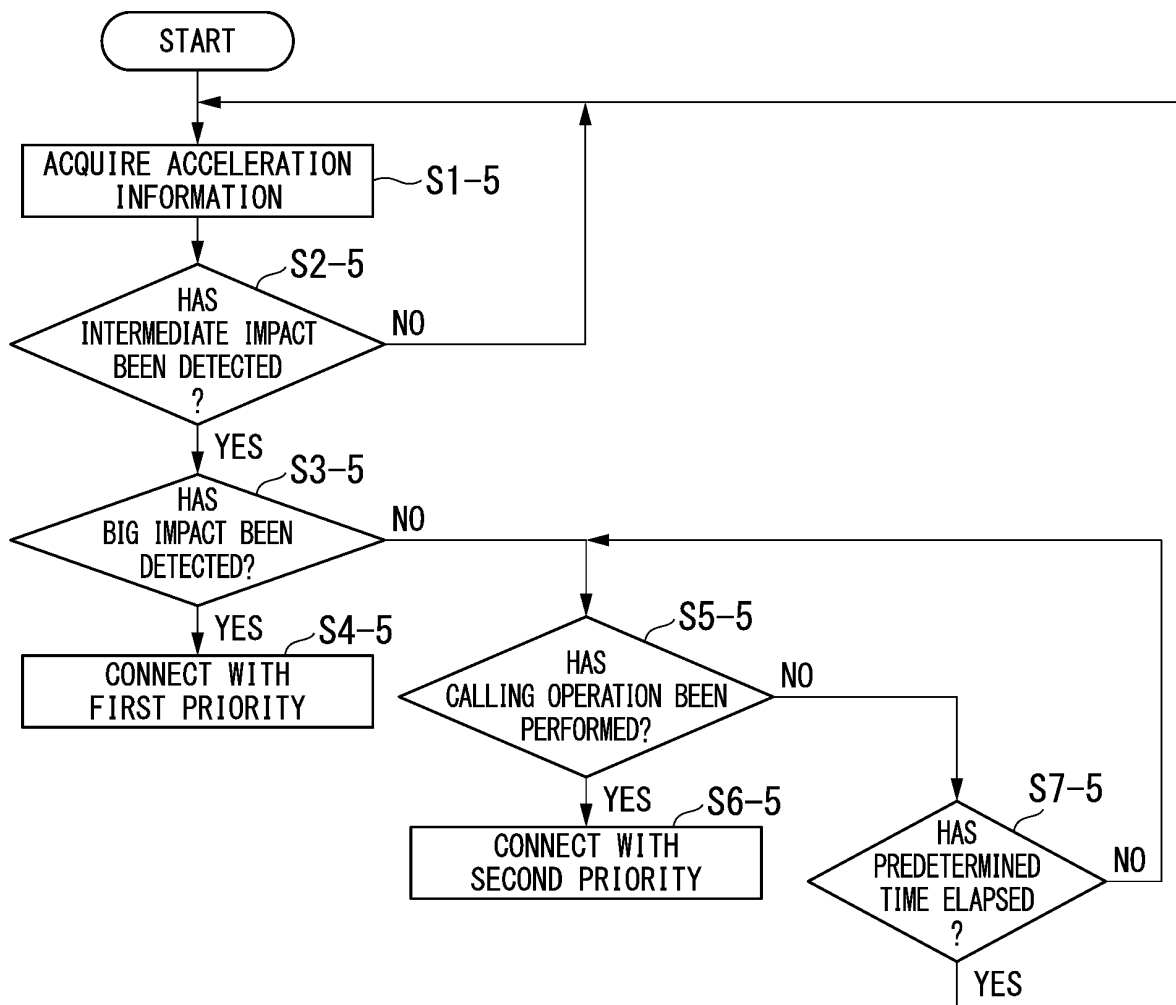 START
ACQUIRE ACCELERATION
INFORMATION
S1-5
S2-5
HAS
INTERMEDIATE IMPACT
BEEN DETECTED
?
NO
YES
S3-5
HAS
BIG IMPACT BEEN
DETECTED?
NO
YES
S4-5
CONNECT WITH
FIRST PRIORITY
S5-5
HAS
CALLING OPERATION BEEN
PERFORMED?
NO
YES
S6-5
CONNECT WITH
SECOND PRIORITY
S7-5
HAS
PREDETERMINED
TIME ELAPSED
?
NO
YES